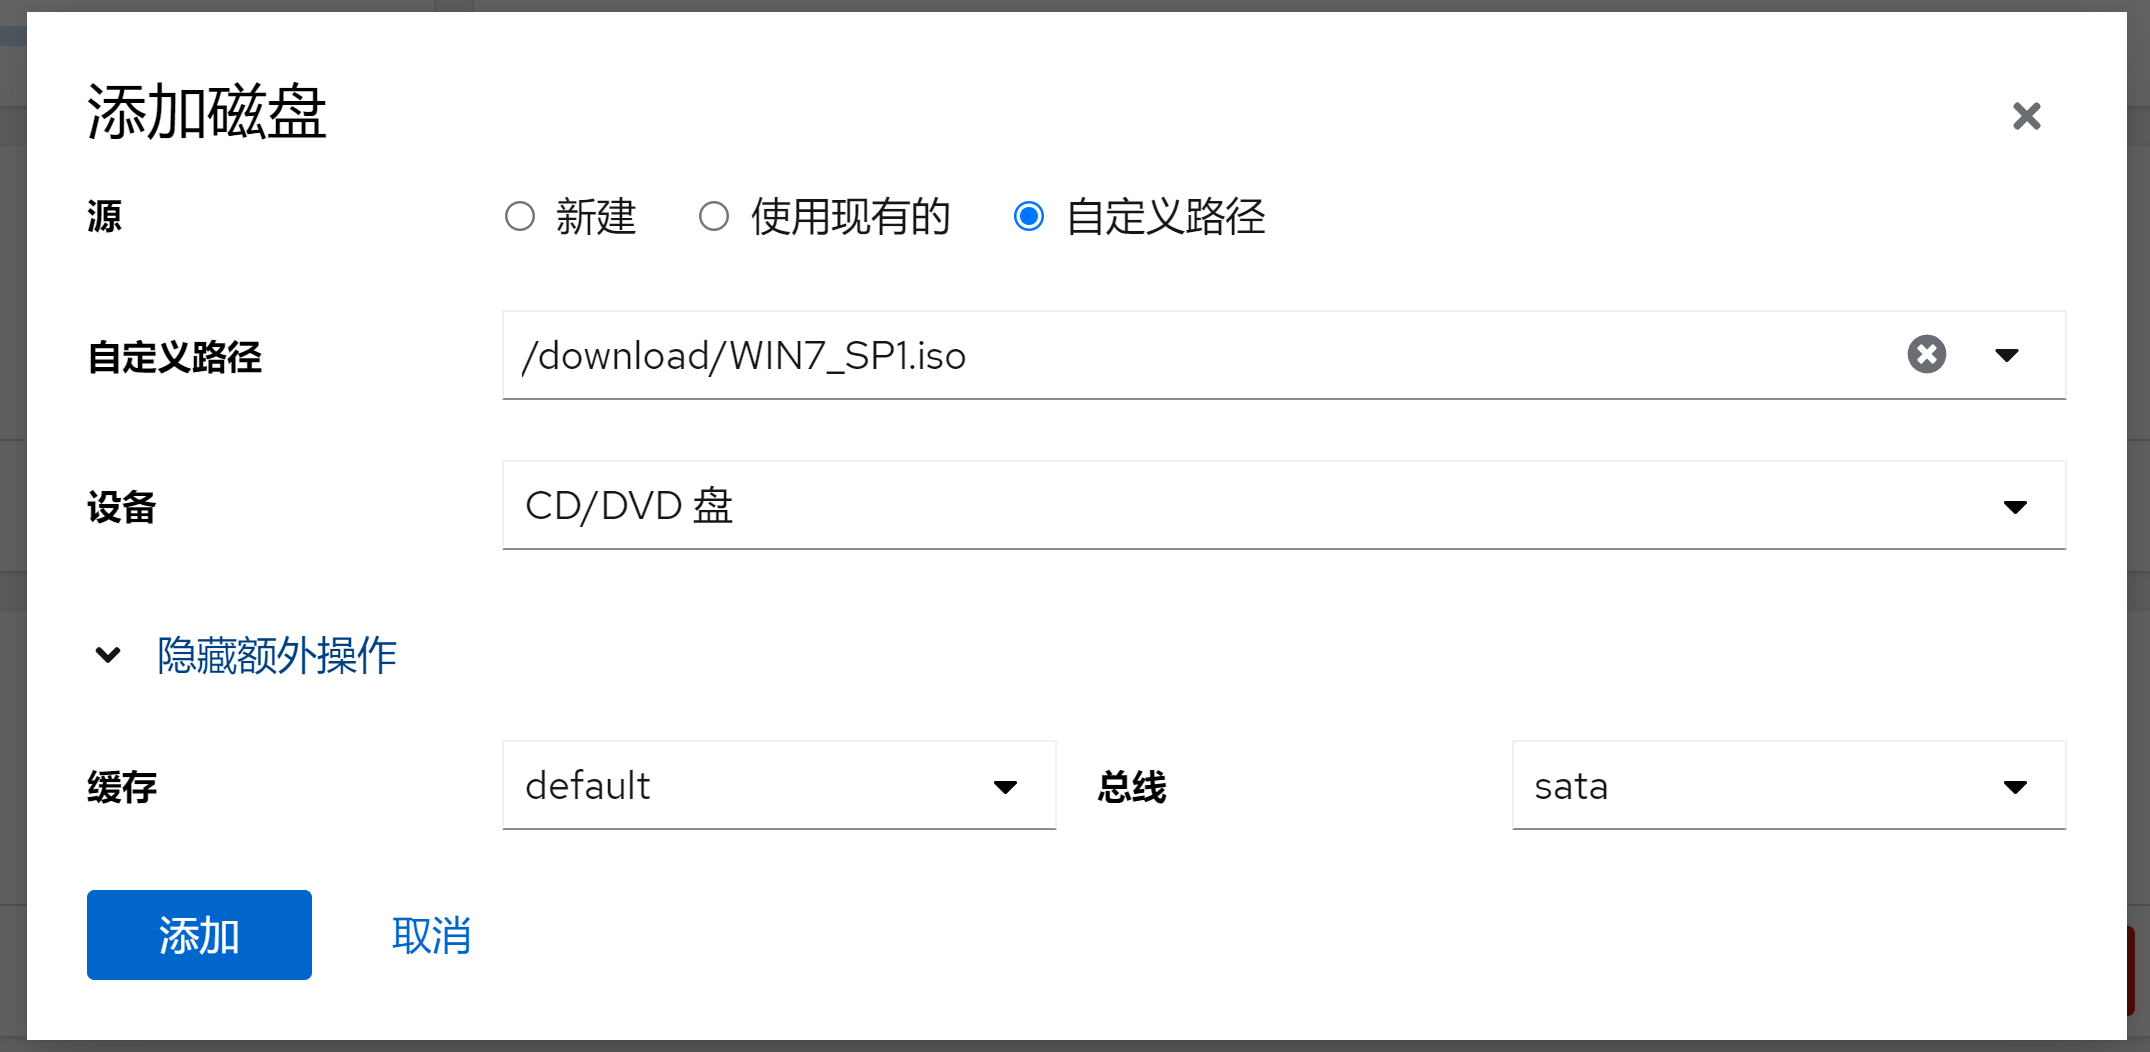 添加磁盘
源 新建 使用现有的 自定义路径
自定义路径 /download/WIN7_SP1.iso
设备 CD/DVD 盘
隐藏额外操作
缓存 default 总线 sata
添加 取消